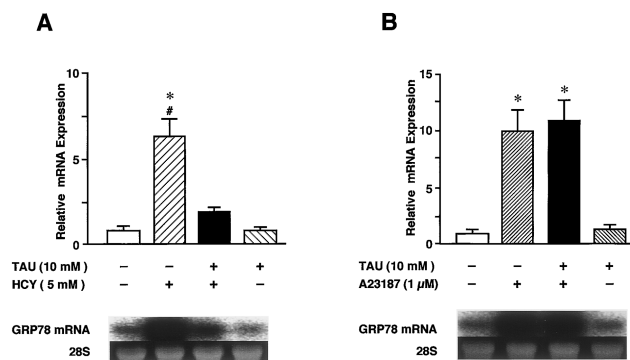 A
10
5
0
Relative mRNA Expression
*
#
TAU ( 10 mM ) – – + +
HCY ( 5 mM ) – + + –
GRP78 mRNA
28S
B
15
10
5
0
Relative mRNA Expression
* *
TAU ( 10 mM ) – – + +
A23187 (1 µM) – + + –
GRP78 mRNA
28S